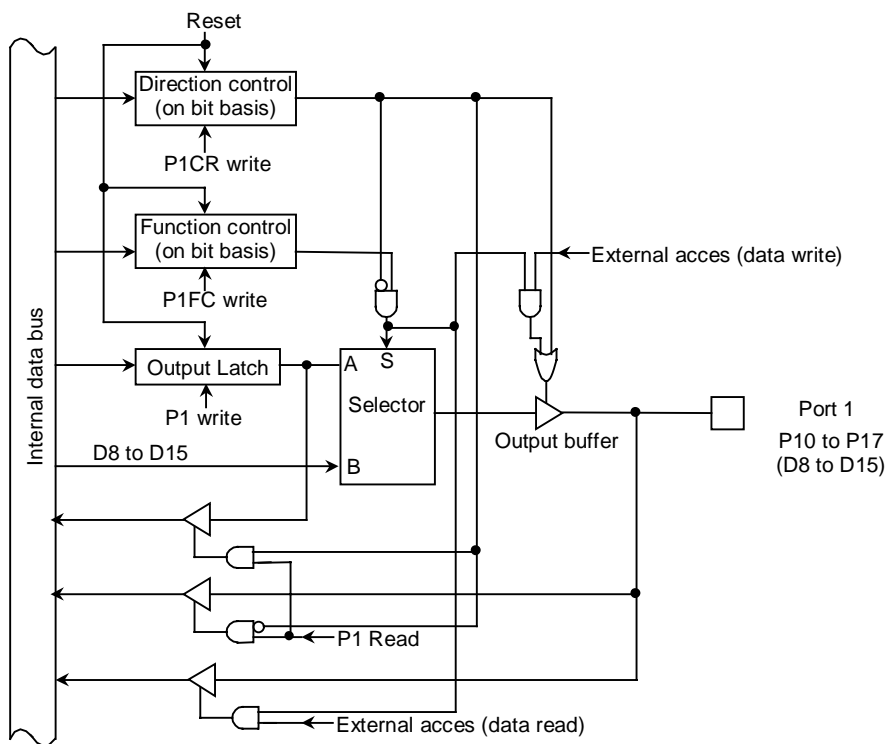 Reset
Direction control
(on bit basis)
P1CR write
Function control
(on bit basis)
External acces (data write)
P1FC write
Internal data bus
Output Latch
A
S
Selector
P1 write
Output buffer
Port 1
P10 to P17
(D8 to D15)
D8 to D15
B
P1 Read
External acces (data read)